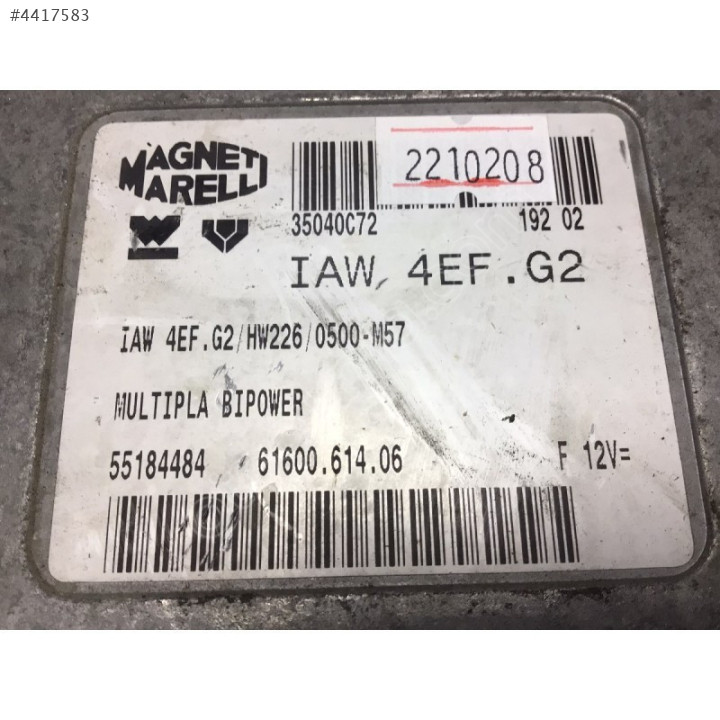 #4417583
MAGNETI
MARELLI
2210208
35040C72 192 02
IAW 4EF.G2
IAW 4EF.G2/HW226/0500-M57
MULTIPLA BIPOWER
55184484 61600.614.06 F 12V=